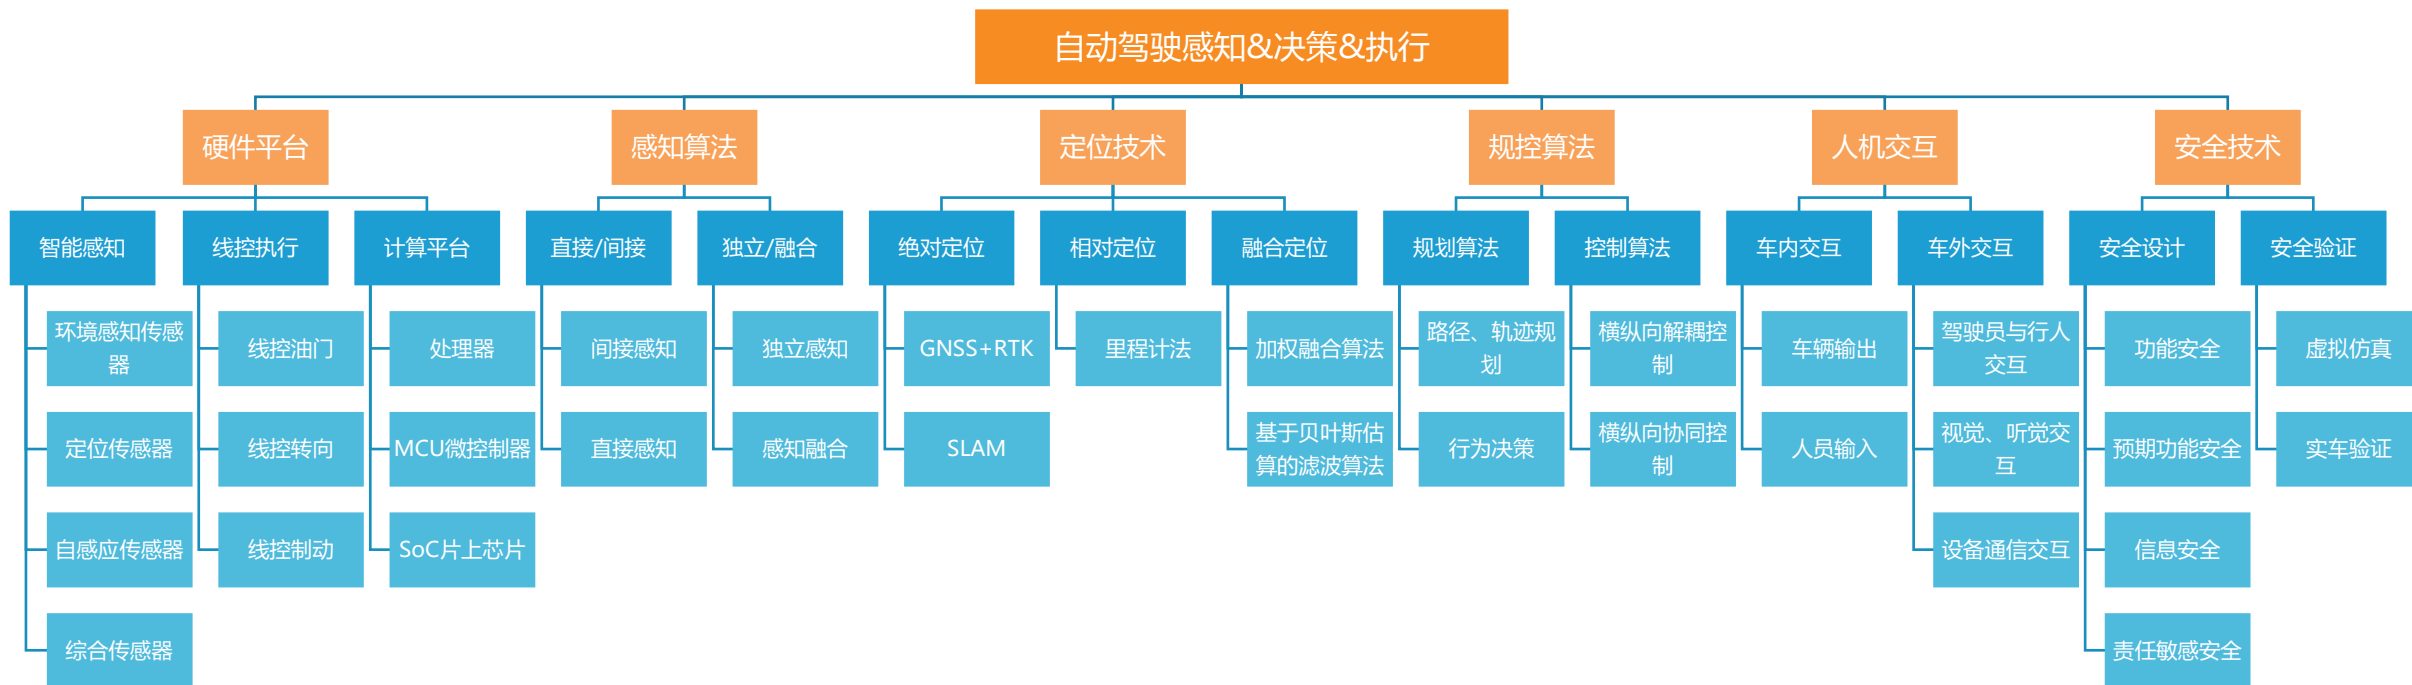 自动驾驶感知&决策&执行
硬件平台
感知算法
定位技术
规控算法
人机交互
安全技术
智能感知
线控执行
计算平台
直接/间接
独立/融合
绝对定位
相对定位
融合定位
规划算法
控制算法
车内交互
车外交互
安全设计
安全验证
环境感知传感
器
线控油门
处理器
间接感知
独立感知
GNSS+RTK
里程计法
加权融合算法
路径、轨迹规
划
横纵向解耦控
制
车辆输出
驾驶员与行人
交互
功能安全
虚拟仿真
定位传感器
线控转向
MCU微控制器
直接感知
感知融合
SLAM
基于贝叶斯估
算的滤波算法
行为决策
横纵向协同控
制
人员输入
视觉、听觉交
互
预期功能安全
实车验证
自感应传感器
线控制动
SoC片上芯片
设备通信交互
信息安全
综合传感器
责任敏感安全